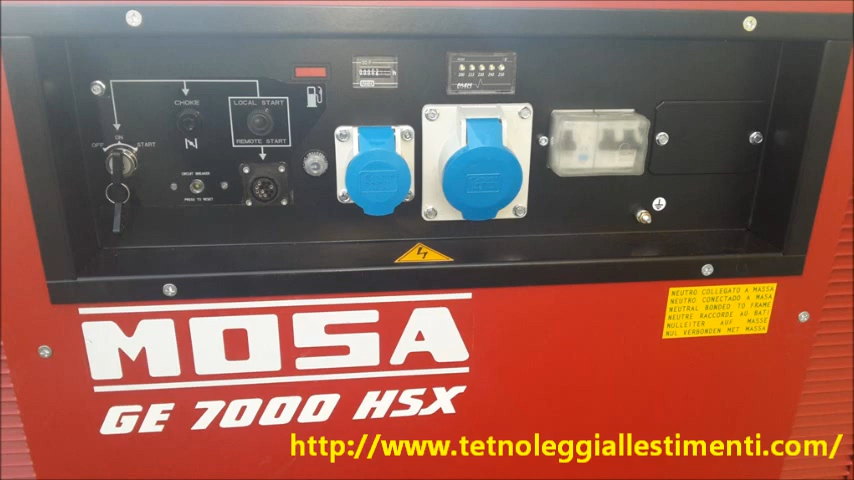 CHOKE
LOCAL START
REMOTE START
ON
OFF
START
CIRCUIT BREAKER
PRESS TO RESET
MOSA
GE 7000 HSX
NEUTRO COLLEGATO A MASSA
NEUTRO CONECTADO A MASA
NEUTRAL BONDED TO FRAME
NEUTRE RACCORDE AU BATI
NULLEITER AUF MASSE
NUL VERBONDEN MET MASSA
http://www.tetnoleggiallestimenti.com/